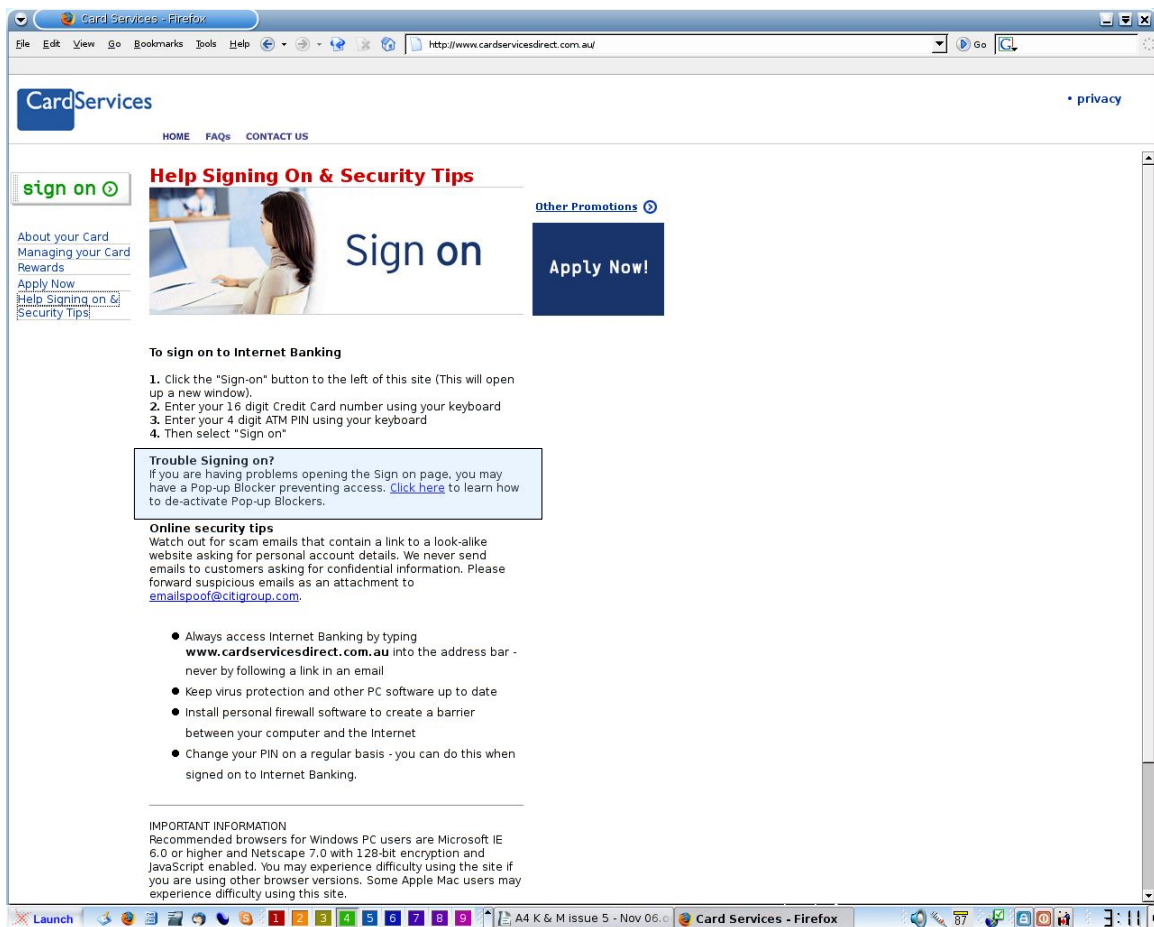 Card Services - Firefox
File Edit View Go Bookmarks Tools Help http://www.cardservicesdirect.com.au/ Go G
CardServices
• privacy
HOME FAQs CONTACT US
sign on
About your Card
Managing your Card
Rewards
Apply Now
Help Signing on &
Security Tips
Help Signing On & Security Tips
Sign on
Other Promotions
Apply Now!
To sign on to Internet Banking
1. Click the "Sign-on" button to the left of this site (This will open
up a new window).
2. Enter your 16 digit Credit Card number using your keyboard
3. Enter your 4 digit ATM PIN using your keyboard
4. Then select "Sign on"
Trouble Signing on?
If you are having problems opening the Sign on page, you may
have a Pop-up Blocker preventing access. Click here to learn how
to de-activate Pop-up Blockers.
Online security tips
Watch out for scam emails that contain a link to a look-alike
website asking for personal account details. We never send
emails to customers asking for confidential information. Please
forward suspicious emails as an attachment to
emailspoof@citigroup.com.
● Always access Internet Banking by typing
www.cardservicesdirect.com.au into the address bar -
never by following a link in an email
● Keep virus protection and other PC software up to date
● Install personal firewall software to create a barrier
between your computer and the Internet
● Change your PIN on a regular basis - you can do this when
signed on to Internet Banking.
IMPORTANT INFORMATION
Recommended browsers for Windows PC users are Microsoft IE
6.0 or higher and Netscape 7.0 with 128-bit encryption and
JavaScript enabled. You may experience difficulty using the site if
you are using other browser versions. Some Apple Mac users may
experience difficulty using this site.
Launch 1 2 3 4 5 6 7 8 9 A4 K & M issue 5 - Nov 06.o Card Services - Firefox 87 3:11